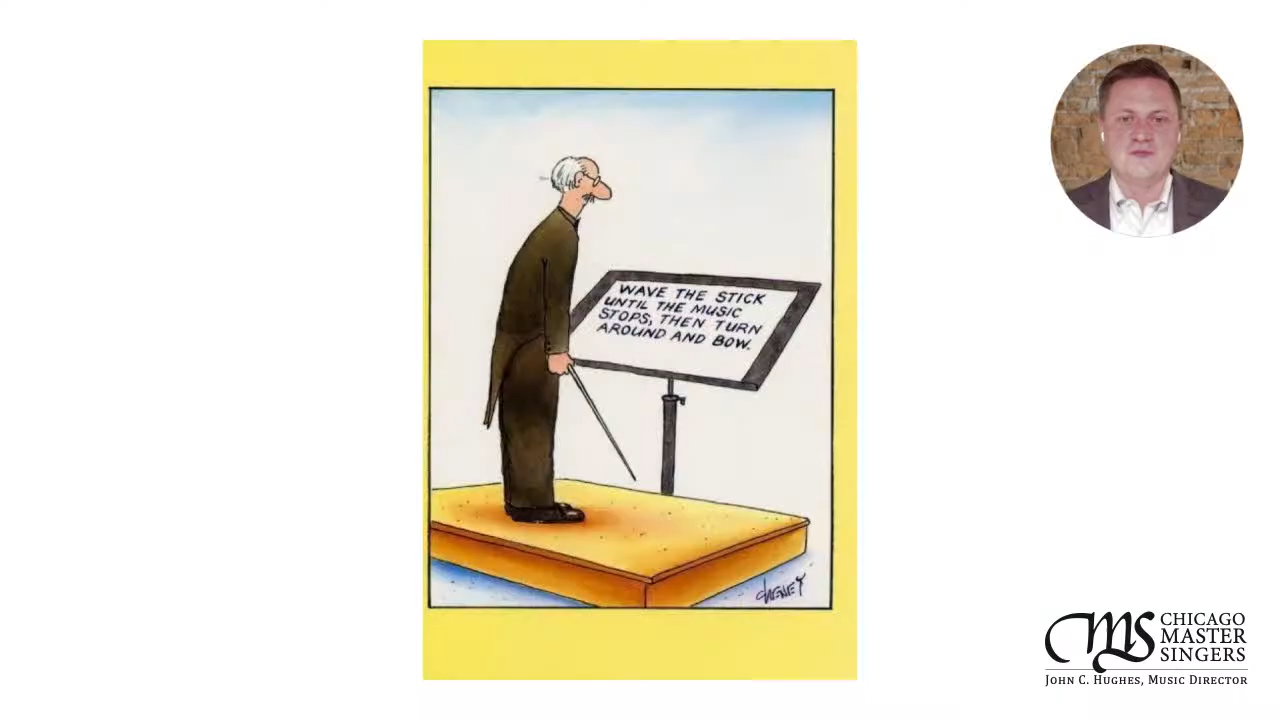 WAVE THE STICK
UNTIL THE MUSIC
STOPS, THEN TURN
AROUND AND BOW.
CHENEY
CMS
CHICAGO
MASTER
SINGERS
JOHN C. HUGHES, MUSIC DIRECTOR